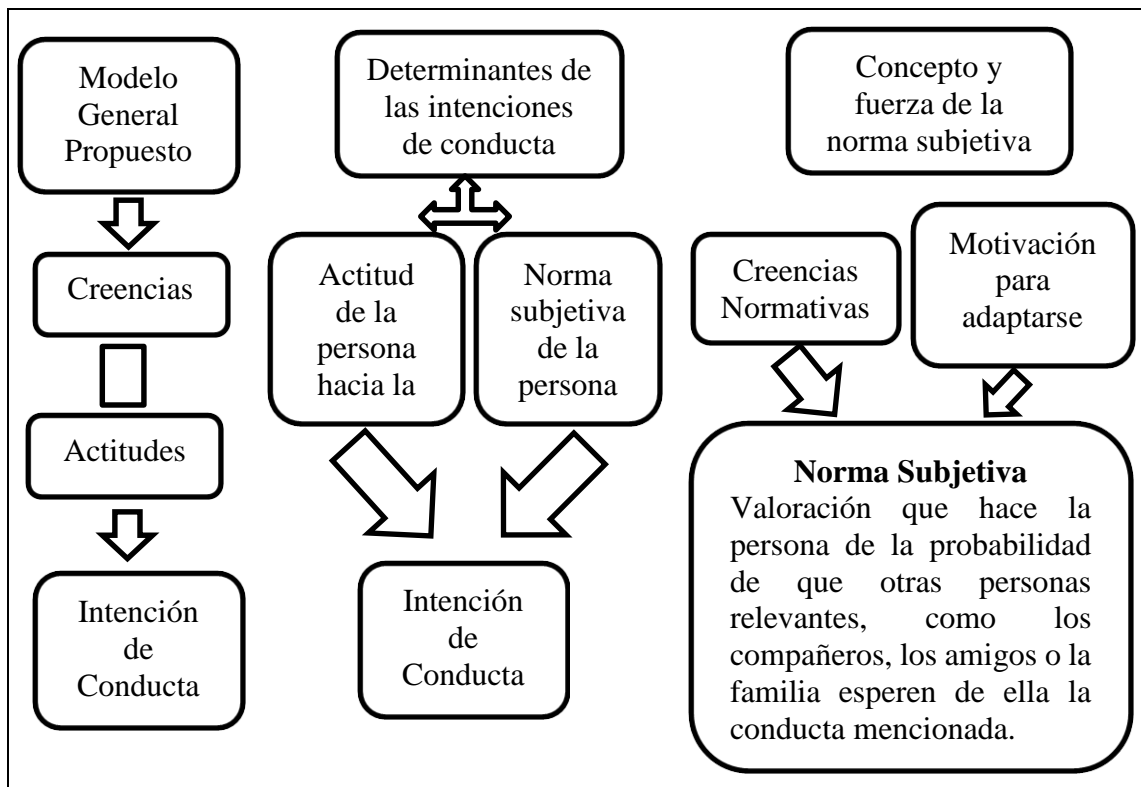 Modelo
General
Propuesto
Creencias
Actitudes
Intención
de
Conducta
Determinantes de
las intenciones
de conducta
Actitud
de la
persona
hacia la
Norma
subjetiva
de la
persona
Intención
de
Conducta
Concepto y
fuerza de la
norma subjetiva
Creencias
Normativas
Motivación
para
adaptarse
Norma Subjetiva
Valoración que hace la
persona de la probabilidad
de que otras personas
relevantes, como los
compañeros, los amigos o la
familia esperen de ella la
conducta mencionada.